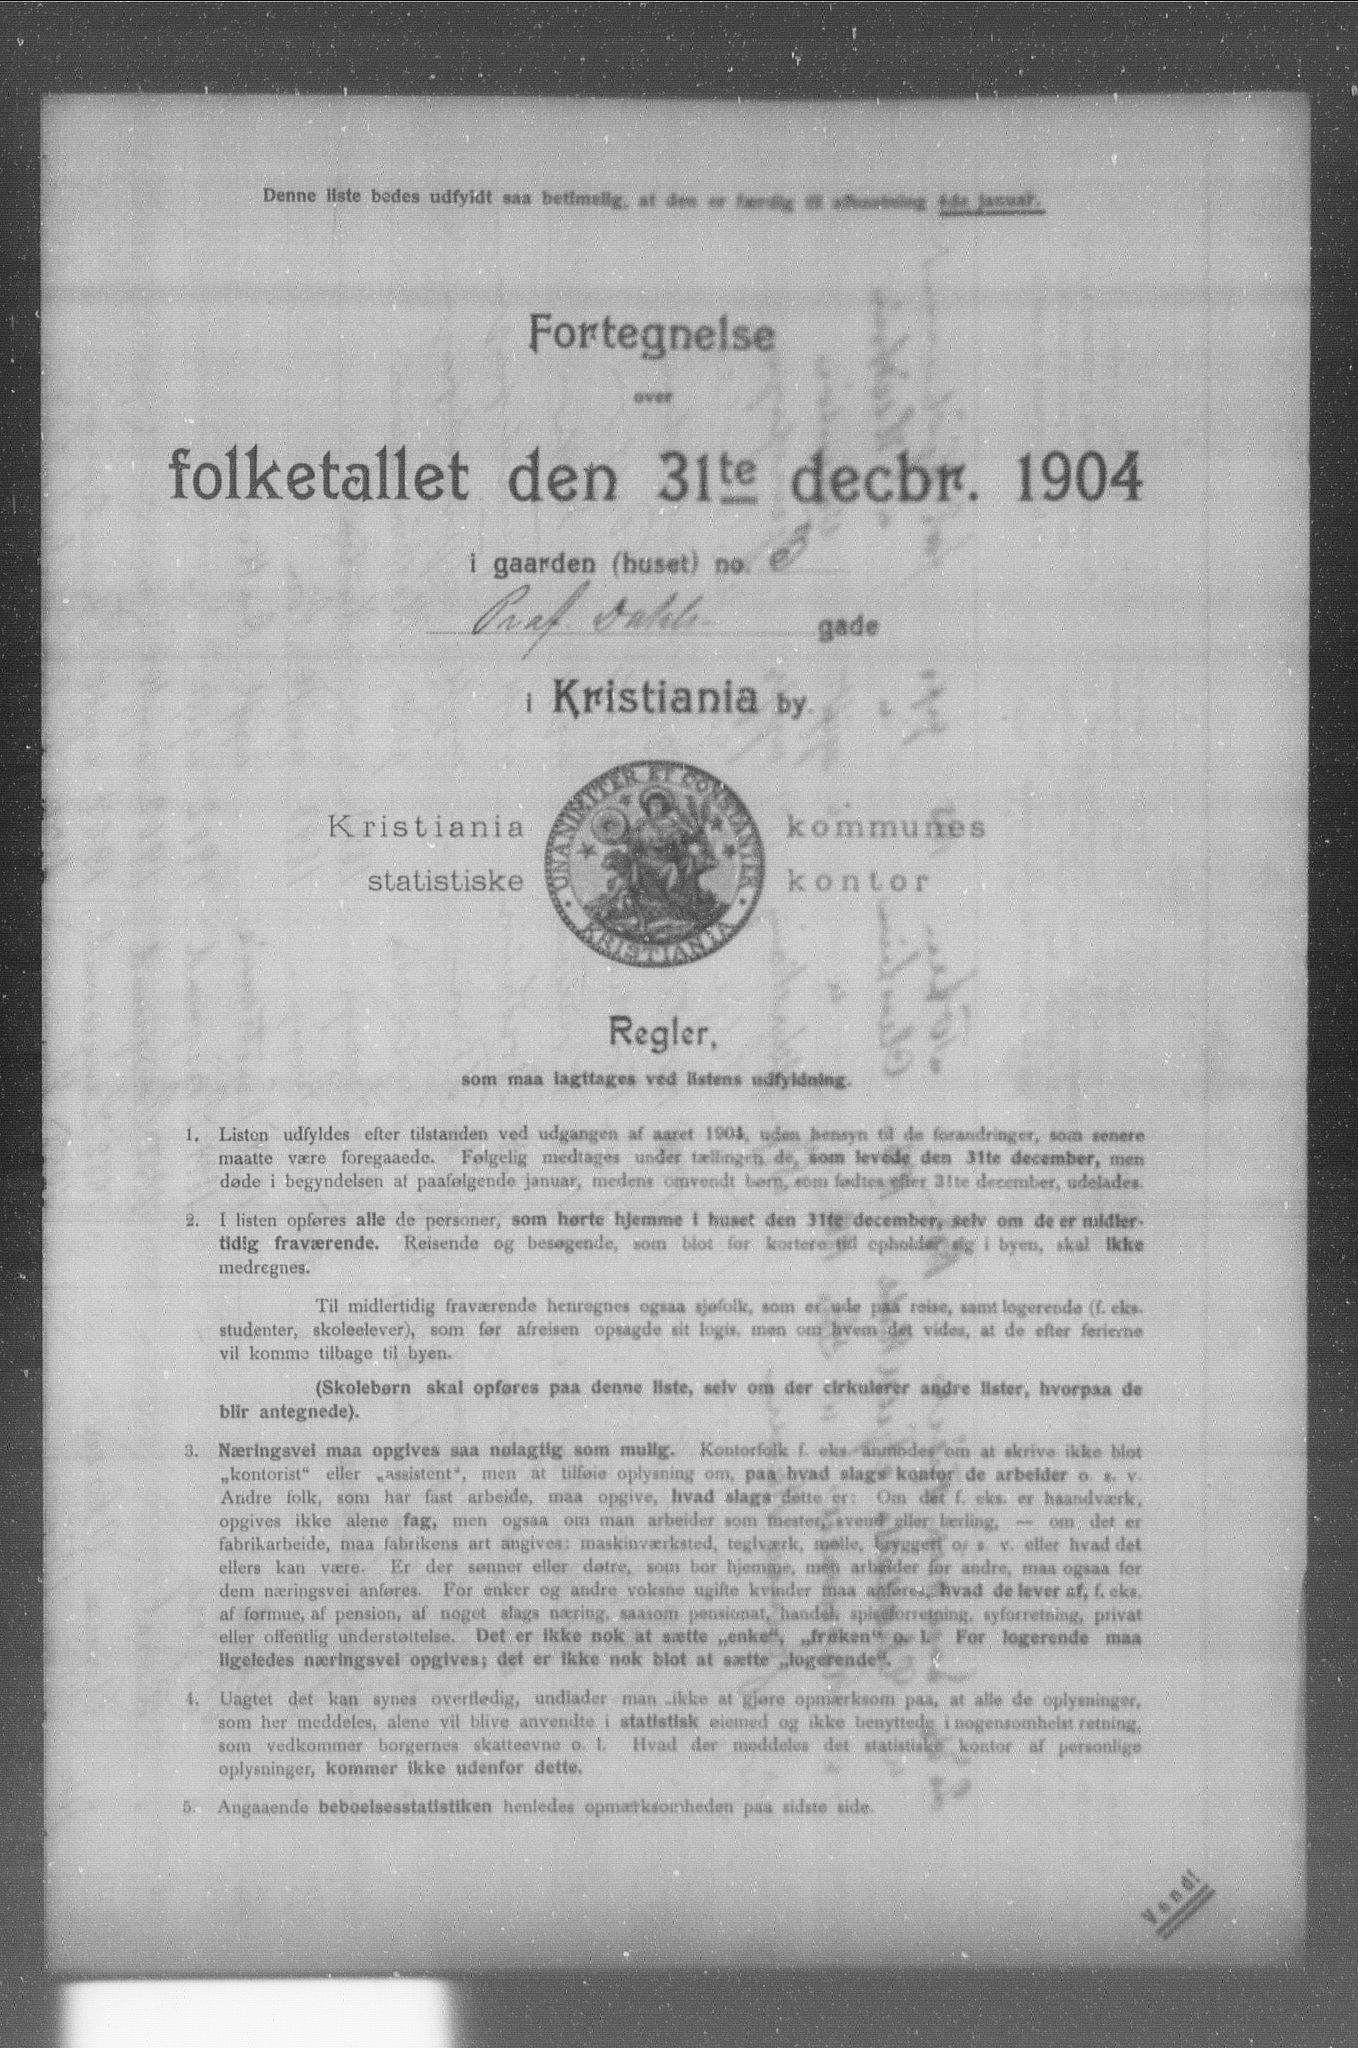 Denne liste bedes udfyldt saa betimelig, at den er færdig til afhentning 4de januar.
Fortegnelse
over
folketallet den 31te decbr. 1904
i gaarden (huset) no. 3
Prof. Dahls gade
i Kristiania by.
Kristiania kommunes
statistiske kontor
UNANIMITER ET CONSTANTER
KRISTIANIA
Regler,
som maa iagttages ved listens udfyldning.
1. Listen udfyldes efter tilstanden ved udgangen af aaret 1904, uden hensyn til de forandringer, som senere
maatte være foregaaede. Følgelig medtages under tællingen de, som levede den 31te december, men
døde i begyndelsen af paafølgende januar, medens omvendt børn, som fødtes efter 31te december, udelades.
2. I listen opføres alle de personer, som hørte hjemme i huset den 31te december, selv om de er midler-
tidig fraværende. Reisende og besøgende, som blot for kortere tid opholder sig i byen, skal ikke
medregnes.
Til midlertidig fraværende henregnes ogsaa sjøfolk, som er ude paa reise, samt logerende (f. eks.
studenter, skoleelever), som før afreisen opsagde sit logis, men om hvem det vides, at de efter ferierne
vil komme tilbage til byen.
(Skolebørn skal opføres paa denne liste, selv om der cirkulerer andre lister, hvorpaa de
blir antegnede).
3. Næringsvei maa opgives saa nøiagtig som mulig. Kontorfolk f. eks. anmodes om at skrive ikke blot
„kontorist“ eller „assistent“, men at tilføie oplysning om, paa hvad slags kontor de arbeider o. s. v.
Andre folk, som har fast arbeide, maa opgive, hvad slags dette er: Om det f. eks. er haandværk,
opgives ikke alene fag, men ogsaa om man arbeider som mester, svend eller lærling, — om det er
fabrikarbeide, maa fabrikens art angives: maskinværksted, teglværk, mølle, bryggeri o. s. v. eller hvad det
ellers kan være. Er der sønner eller døtre, som bor hjemme, men arbeider for andre, maa ogsaa for
dem næringsvei anføres. For enker og andre voksne ugifte kvinder maa anføres, hvad de lever af, f. eks.
af formue, af pension, af noget slags næring, saasom pensionat, handel, spiseforretning, syforretning, privat
eller offentlig understøttelse. Det er ikke nok at sætte „enke“, „frøken“ o. l. For logerende maa
ligeledes næringsvei opgives; det er ikke nok blot at sætte „logerende“.
4. Uagtet det kan synes overflødig, undlader man ikke at gjøre opmærksom paa, at alle de oplysninger,
som her meddeles, alene vil blive anvendte i statistisk øiemed og ikke benyttede i nogensomhelst retning,
som vedkommer borgernes skatteevne o. l. Hvad der meddeles det statistiske kontor af personlige
oplysninger, kommer ikke udenfor dette.
5. Angaaende beboelsesstatistiken henledes opmærksomheden paa sidste side.
Vend!